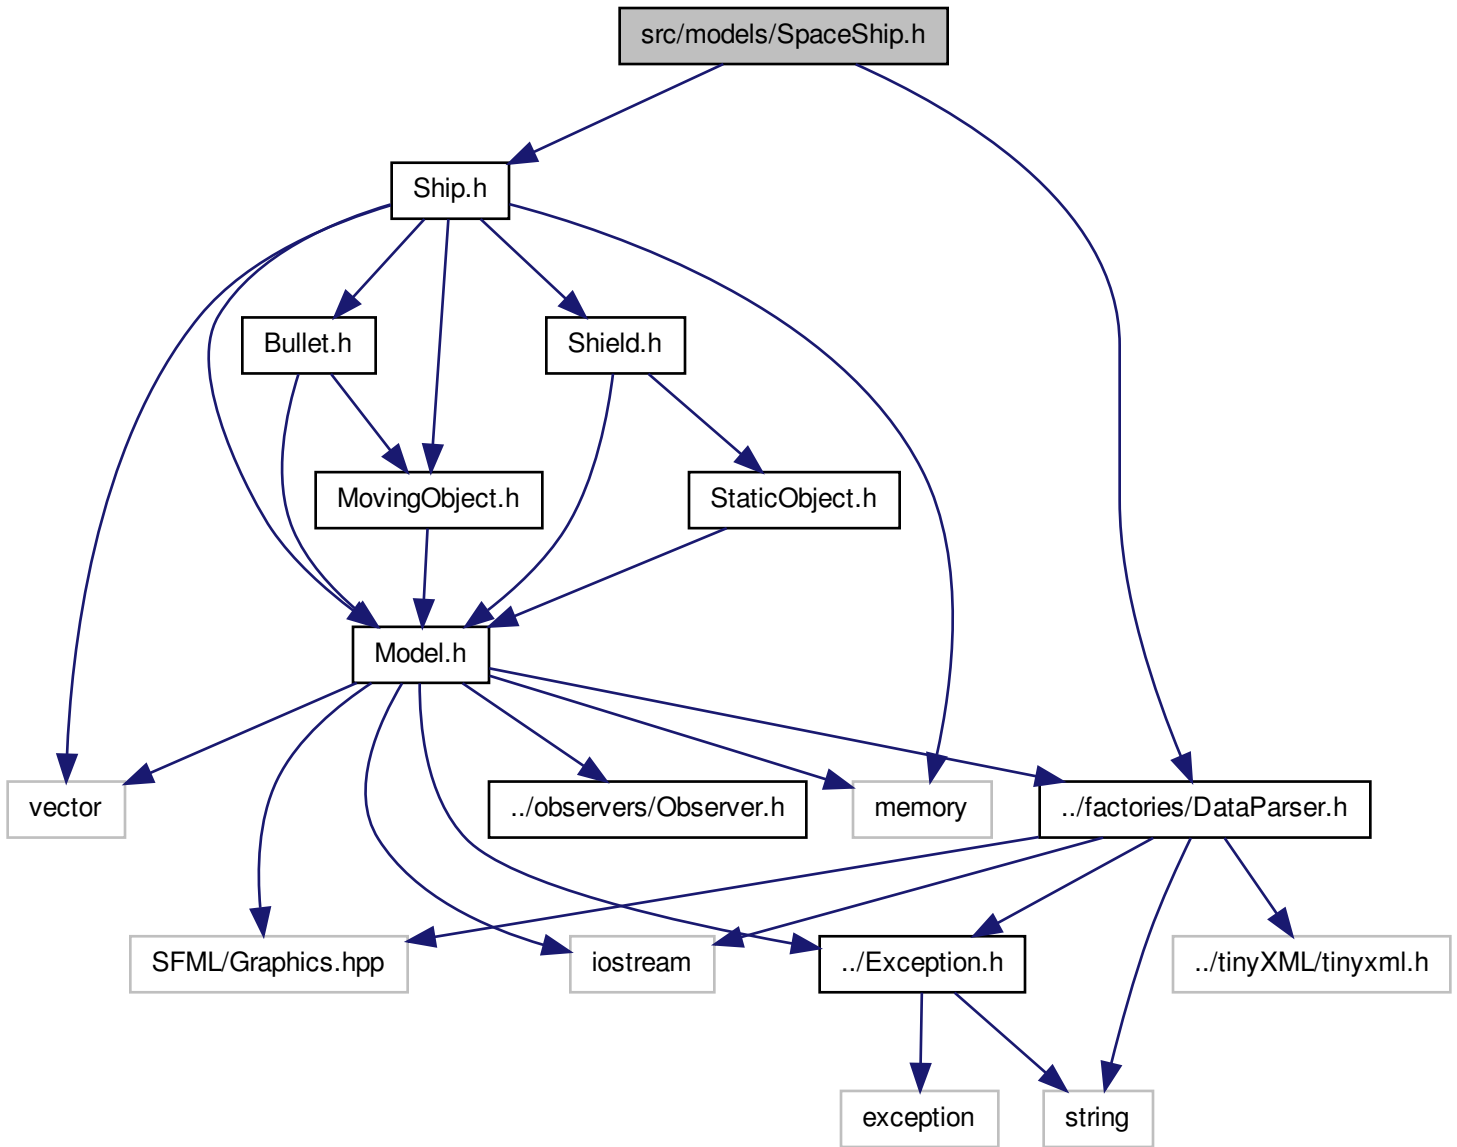 src/models/SpaceShip.h
Ship.h
Bullet.h
Shield.h
MovingObject.h
StaticObject.h
Model.h
vector
../observers/Observer.h
memory
../factories/DataParser.h
SFML/Graphics.hpp
iostream
../Exception.h
../tinyXML/tinyxml.h
exception
string